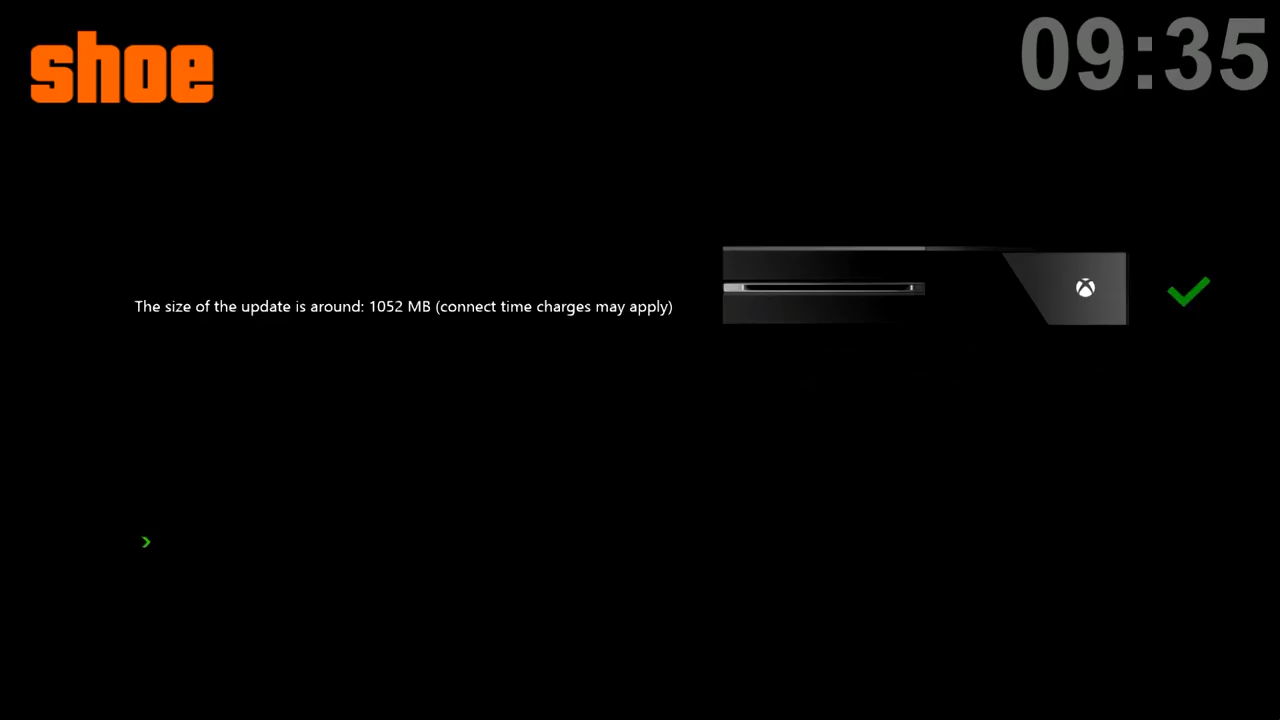 shoe
09:35
The size of the update is around: 1052 MB (connect time charges may apply)